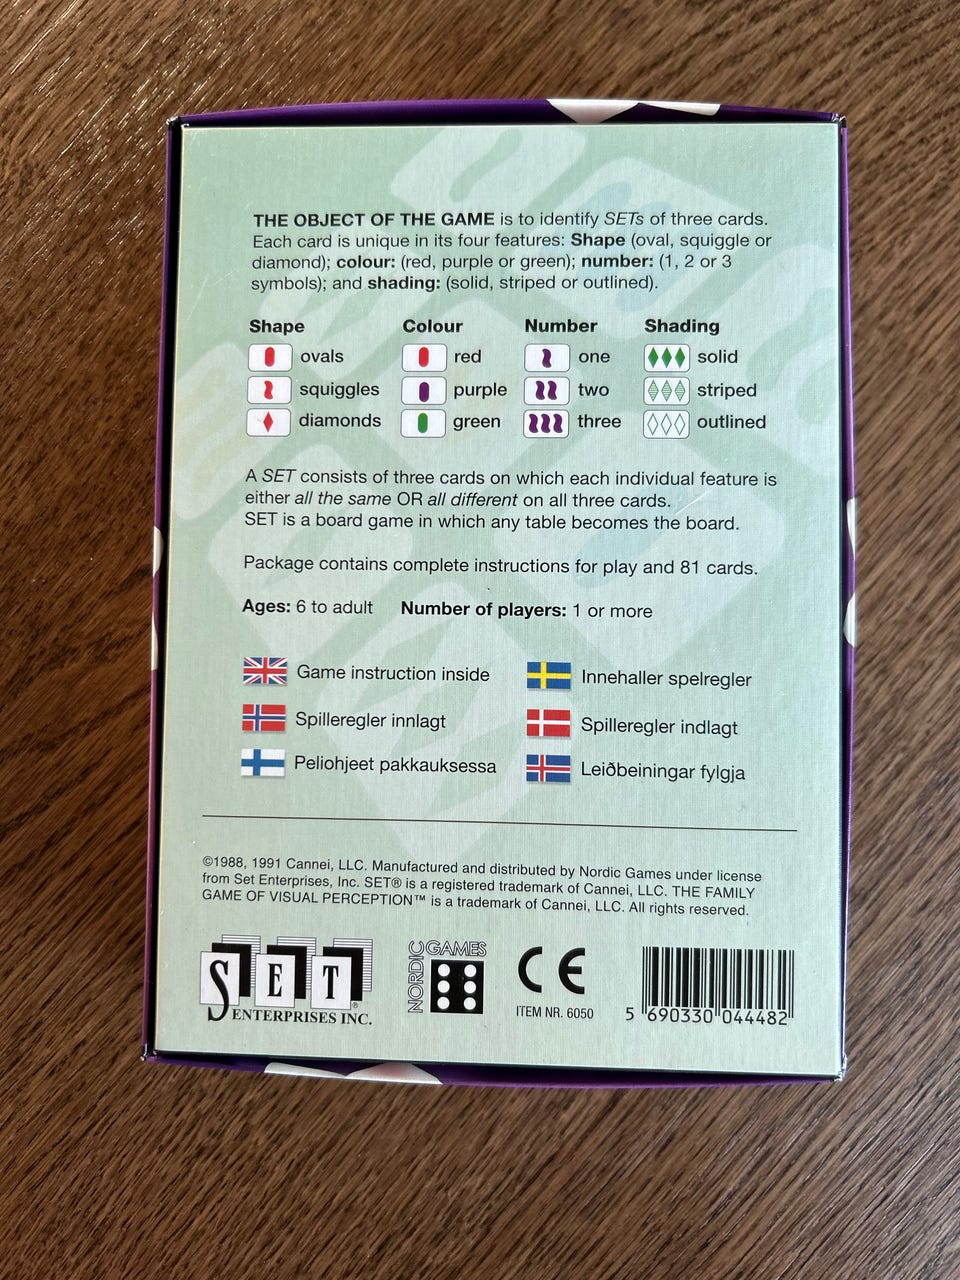 THE OBJECT OF THE GAME is to identify SETs of three cards.
Each card is unique in its four features: Shape (oval, squiggle or
diamond); colour: (red, purple or green); number: (1, 2 or 3
symbols); and shading: (solid, striped or outlined).
Shape Colour Number Shading
ovals red one solid
squiggles purple two striped
diamonds green three outlined
A SET consists of three cards on which each individual feature is
either all the same OR all different on all three cards.
SET is a board game in which any table becomes the board.
Package contains complete instructions for play and 81 cards.
Ages: 6 to adult Number of players: 1 or more
Game instruction inside Innehaller spelregler
Spilleregler innlagt Spilleregler indlagt
Peliohjeet pakkauksessa Leiðbeiningar fylgja
©1988, 1991 Cannei, LLC. Manufactured and distributed by Nordic Games under license
from Set Enterprises, Inc. SET® is a registered trademark of Cannei, LLC. THE FAMILY
GAME OF VISUAL PERCEPTION™ is a trademark of Cannei, LLC. All rights reserved.
SET®
ENTERPRISES INC.
NORDIC GAMES
CE
ITEM NR. 6050
5 690330 044482